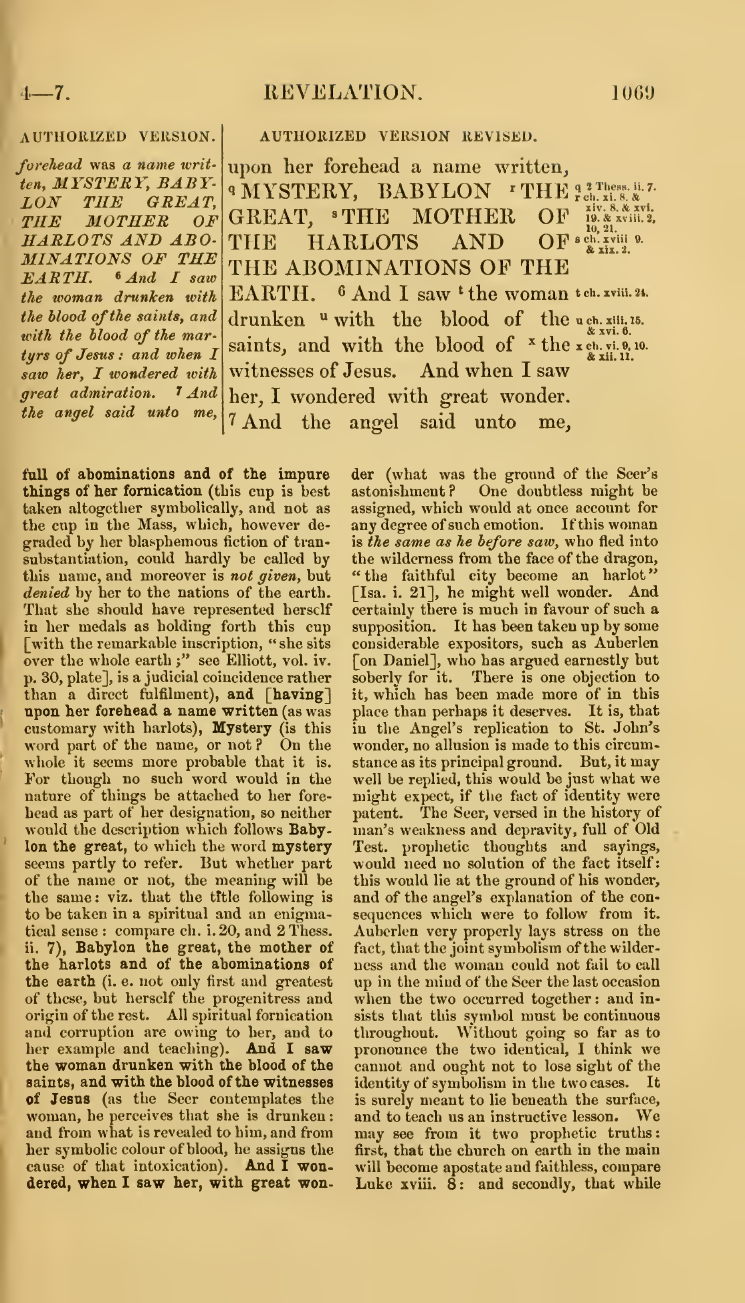 4—7.
REVELATION.
1069
AUTHORIZED VERSION.
forehead was a name writ-
ten, MYSTERY, BABY-
LON THE GREAT,
THE MOTHER OF
HARLOTS AND ABO-
MINATIONS OF THE
EARTH. 6 And I saw
the woman drunken with
the blood of the saints, and
with the blood of the mar-
tyrs of Jesus: and when I
saw her, I wondered with
great admiration. 7 And
the angel said unto me,
AUTHORIZED VERSION REVISED.
upon her forehead a name written,
q MYSTERY, BABYLON r THE
GREAT, s THE MOTHER OF
THE HARLOTS AND OF
THE ABOMINATIONS OF THE
EARTH. 6 And I saw t the woman
drunken u with the blood of the
saints, and with the blood of x the
witnesses of Jesus. And when I saw
her, I wondered with great wonder.
7 And the angel said unto me,
q 2 Thess. ii. 7.
r ch. xi. 8. &
xiv. 8. & xvi.
19. & xviii. 2,
10, 21.
s ch. xviii 9.
& xix. 2.
t ch. xviii. 24.
u ch. xiii. 15.
& xvi. 6.
x ch. vi. 9, 10.
& xii. 11.
full of abominations and of the impure
things of her fornication (this cup is best
taken altogether symbolically, and not as
the cup in the Mass, which, however de-
graded by her blasphemous fiction of tran-
substantiation, could hardly be called by
this name, and moreover is not given, but
denied by her to the nations of the earth.
That she should have represented herself
in her medals as holding forth this cup
[with the remarkable inscription, "she sits
over the whole earth;" see Elliott, vol. iv.
p. 30, plate], is a judicial coincidence rather
than a direct fulfilment), and [having]
upon her forehead a name written (as was
customary with harlots), Mystery (is this
word part of the name, or not? On the
whole it seems more probable that it is.
For though no such word would in the
nature of things be attached to her fore-
head as part of her designation, so neither
would the description which follows Baby-
lon the great, to which the word mystery
seems partly to refer. But whether part
of the name or not, the meaning will be
the same: viz. that the title following is
to be taken in a spiritual and an enigma-
tical sense: compare ch. i. 20, and 2 Thess.
ii. 7), Babylon the great, the mother of
the harlots and of the abominations of
the earth (i. e. not only first and greatest
of these, but herself the progenitress and
origin of the rest. All spiritual fornication
and corruption are owing to her, and to
her example and teaching). And I saw
the woman drunken with the blood of the
saints, and with the blood of the witnesses
of Jesus (as the Seer contemplates the
woman, he perceives that she is drunken:
and from what is revealed to him, and from
her symbolic colour of blood, he assigns the
cause of that intoxication). And I won-
dered, when I saw her, with great won-
der (what was the ground of the Seer's
astonishment? One doubtless might be
assigned, which would at once account for
any degree of such emotion. If this woman
is the same as he before saw, who fled into
the wilderness from the face of the dragon,
"the faithful city become an harlot"
[Isa. i. 21], he might well wonder. And
certainly there is much in favour of such a
supposition. It has been taken up by some
considerable expositors, such as Auberlen
[on Daniel], who has argued earnestly but
soberly for it. There is one objection to
it, which has been made more of in this
place than perhaps it deserves. It is, that
in the Angel's replication to St. John's
wonder, no allusion is made to this circum-
stance as its principal ground. But, it may
well be replied, this would be just what we
might expect, if the fact of identity were
patent. The Seer, versed in the history of
man's weakness and depravity, full of Old
Test. prophetic thoughts and sayings,
would need no solution of the fact itself:
this would lie at the ground of his wonder,
and of the angel's explanation of the con-
sequences which were to follow from it.
Auberlen very properly lays stress on the
fact, that the joint symbolism of the wilder-
ness and the woman could not fail to call
up in the mind of the Seer the last occasion
when the two occurred together: and in-
sists that this symbol must be continuous
throughout. Without going so far as to
pronounce the two identical, I think we
cannot and ought not to lose sight of the
identity of symbolism in the two cases. It
is surely meant to lie beneath the surface,
and to teach us an instructive lesson. We
may see from it two prophetic truths:
first, that the church on earth in the main
will become apostate and faithless, compare
Luke xviii. 8: and secondly, that while